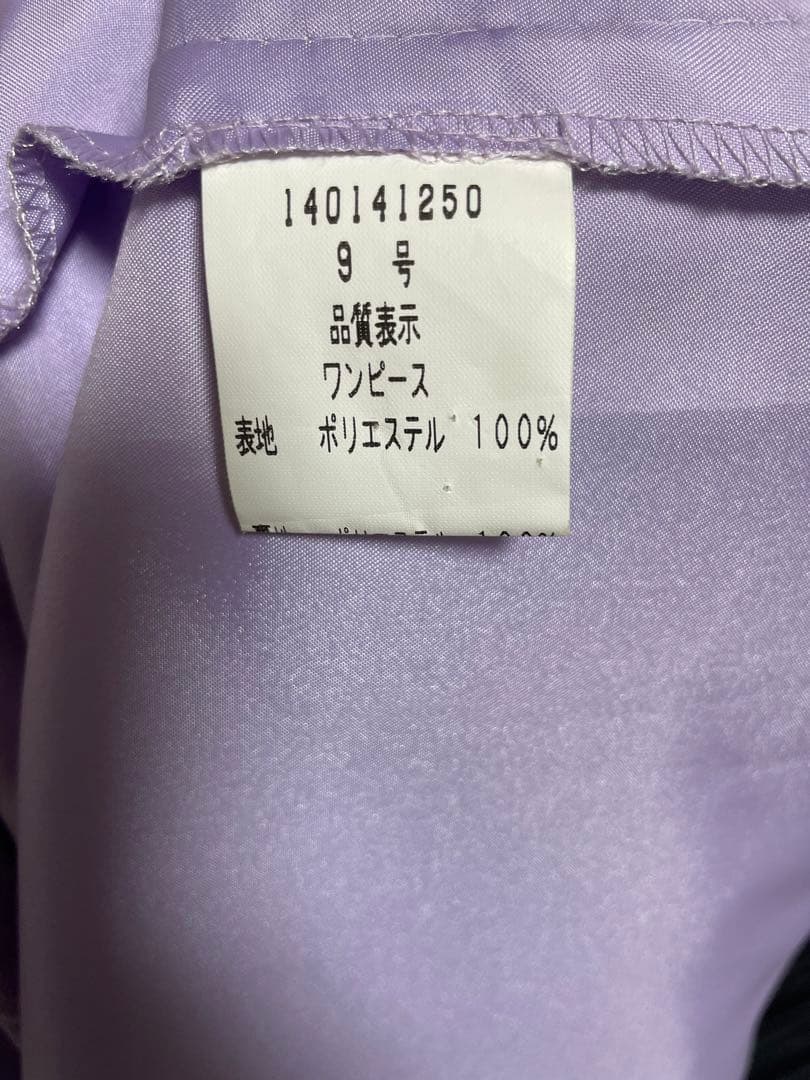 140141250
9 号
品質表示
ワンピース
表地 ポリエステル 100%